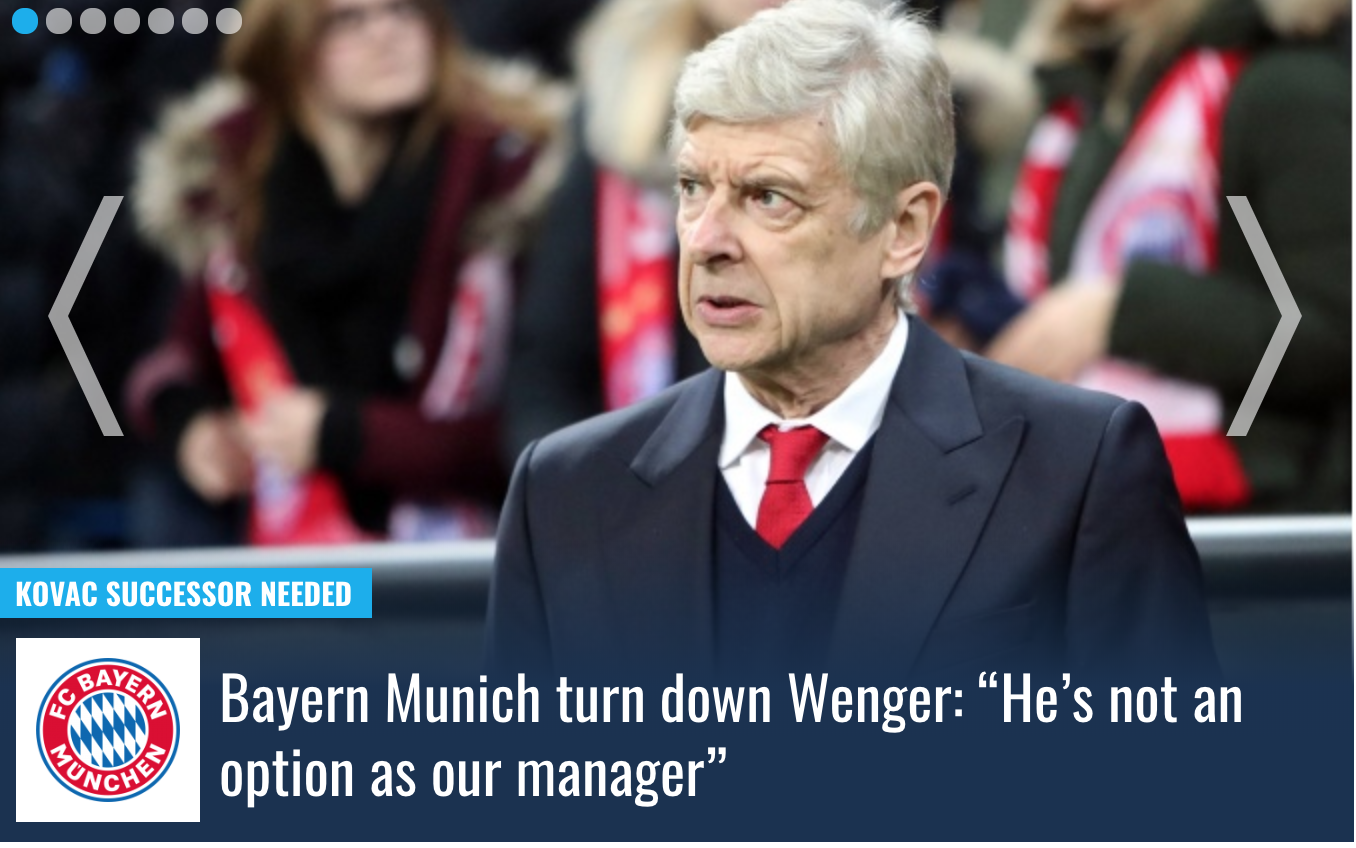 KOVAC SUCCESSOR NEEDED
FC BAYERN
MÜNCHEN
Bayern Munich turn down Wenger: “He’s not an
option as our manager”